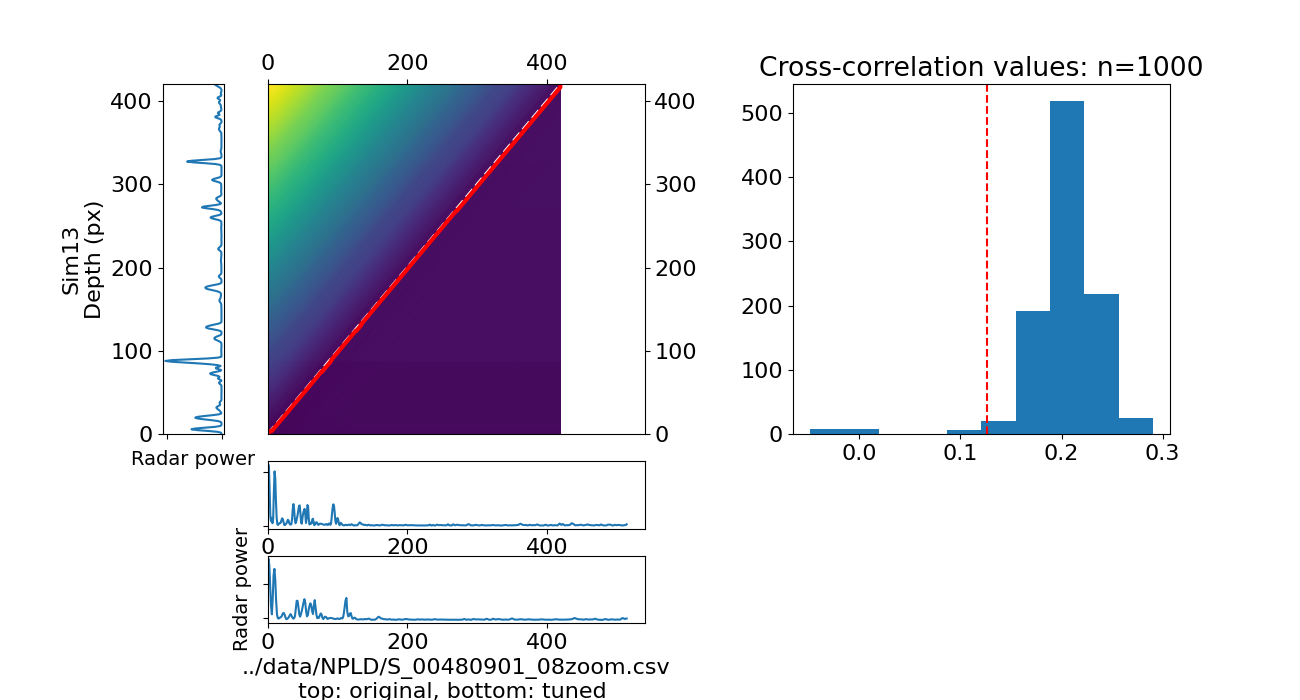 0 200 400
Cross-correlation values: n=1000
400
300
200
100
0
Sim13
Depth (px)
Radar power
400
300
200
100
0
500
400
300
200
100
0
0.0 0.1 0.2 0.3
0 200 400
Radar power
0 200 400
../data/NPLD/S_00480901_08zoom.csv
top: original, bottom: tuned